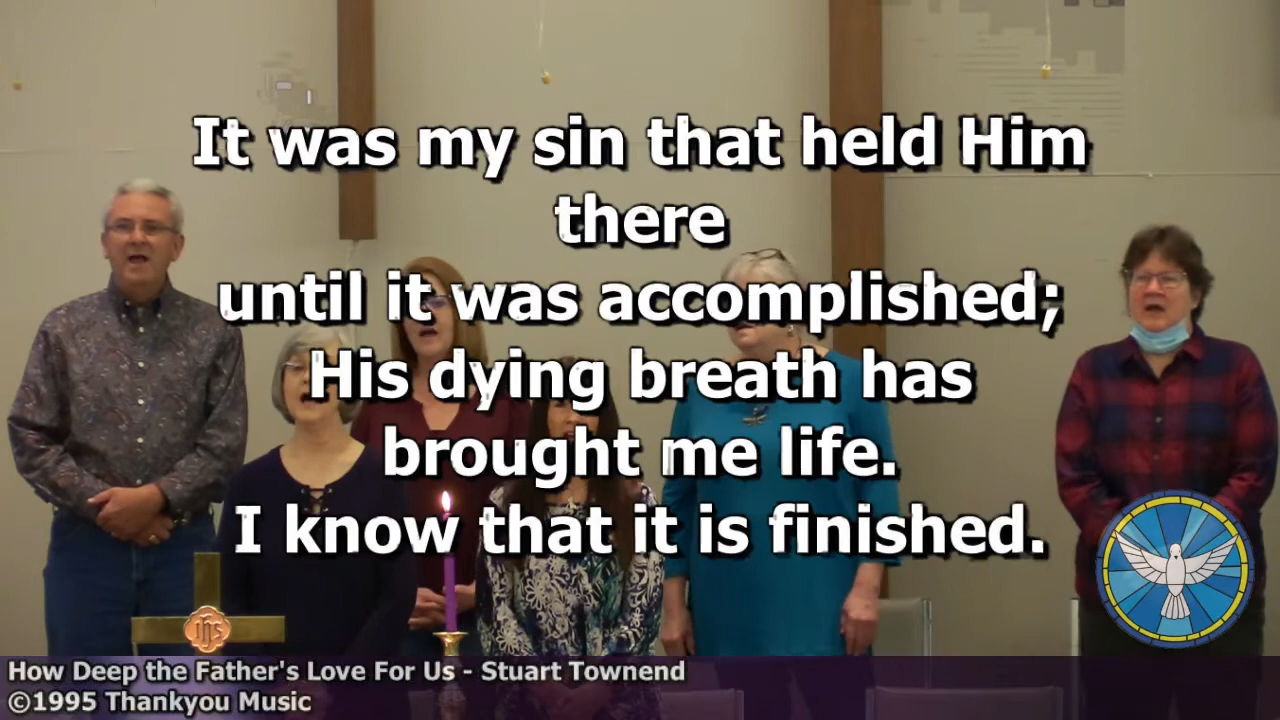 It was my sin that held Him
there
until it was accomplished;
His dying breath has
brought me life.
I know that it is finished.
IHS
How Deep the Father's Love For Us - Stuart Townend
©1995 Thankyou Music